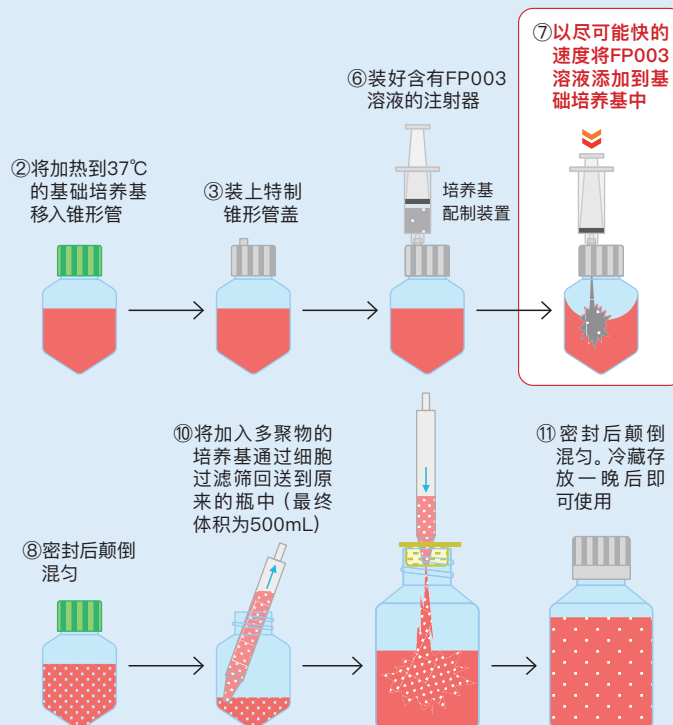 ②将加热到37℃
的基础培养基
移入锥形管
③装上特制
锥形管盖
⑥装好含有FP003
溶液的注射器
培养基
配制装置
⑦以尽可能快的
速度将FP003
溶液添加到基
础培养基中
⑧密封后颠倒
混匀
⑩将加入多聚物的
培养基通过细胞
过滤筛回送到原
来的瓶中（最终
体积为500mL）
⑪密封后颠倒
混匀。冷藏存
放一晚后即
可使用